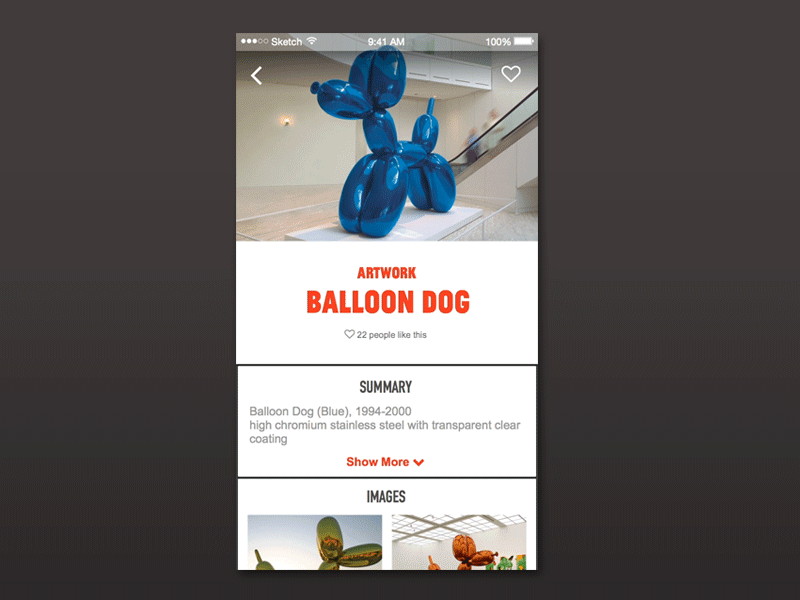 Sketch 9:41 AM 100%
ARTWORK
BALLOON DOG
22 people like this
SUMMARY
Balloon Dog (Blue), 1994-2000
high chromium stainless steel with transparent clear
coating
Show More
IMAGES